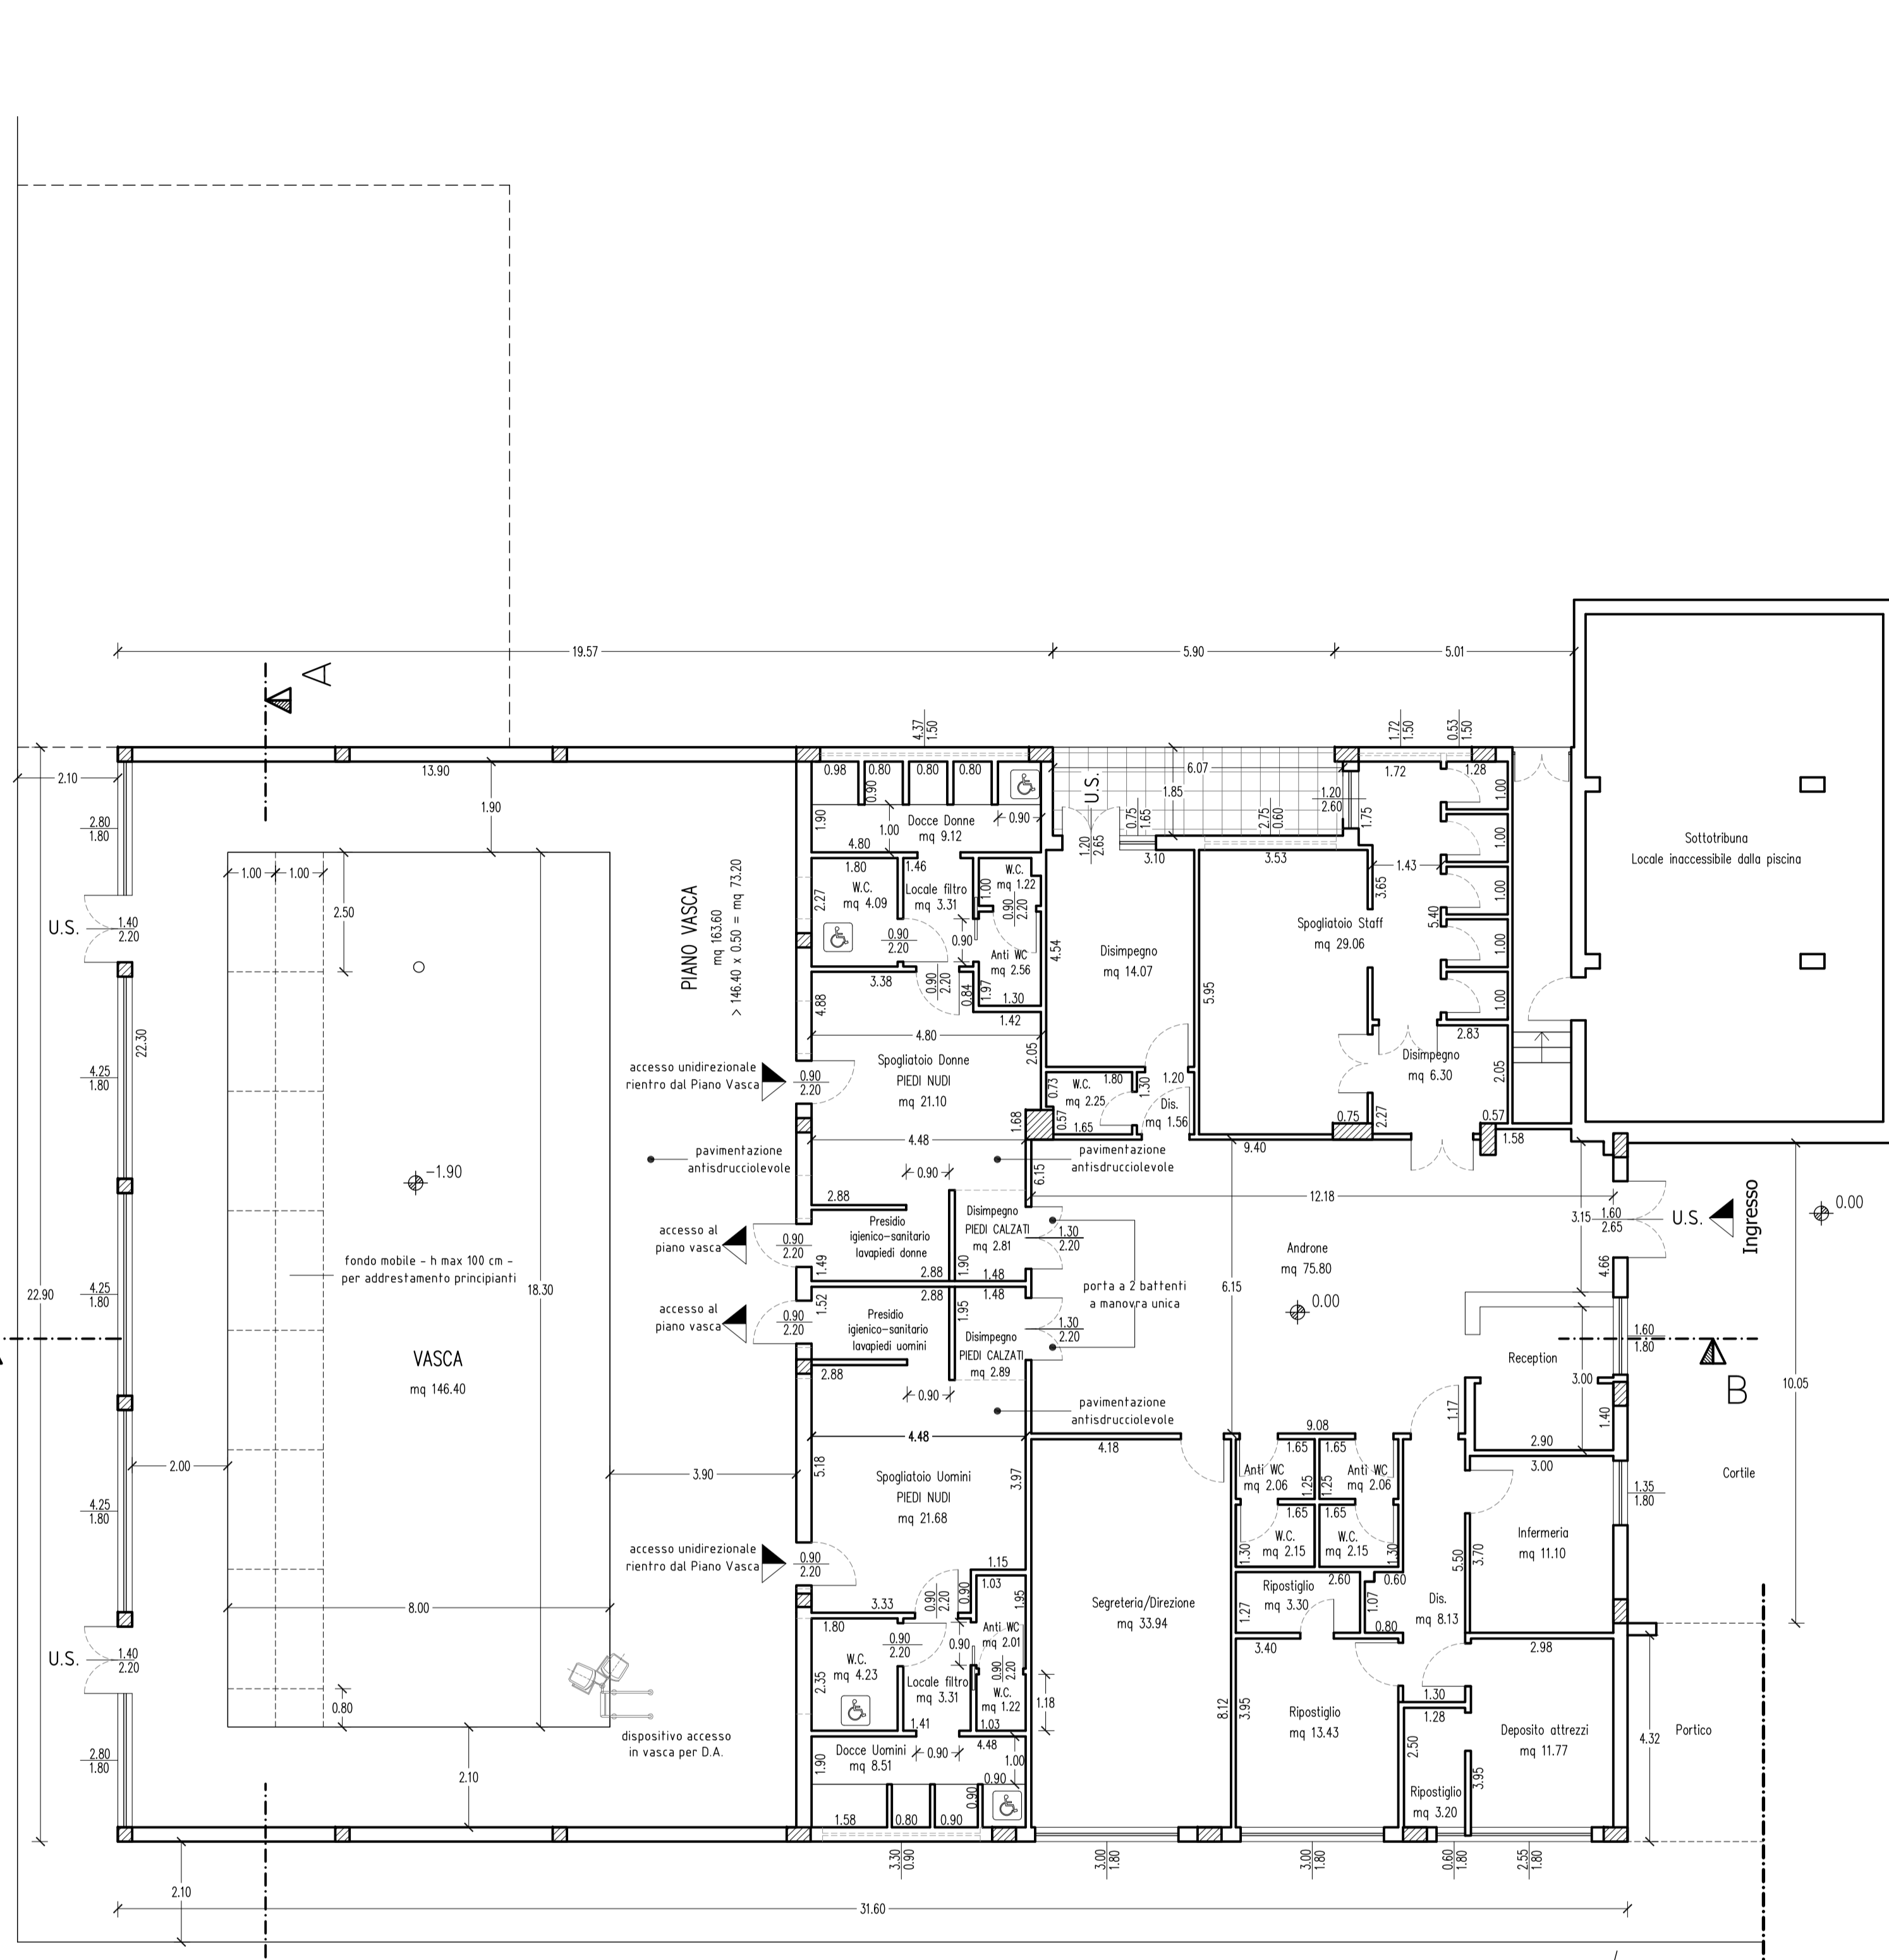 19.57
5.90
5.01
A
4.37
1.50
1.72
1.50
0.53
1.50
2.10
13.90
1.90
0.98
0.80
0.80
0.80
0.90
1.90
1.00
Docce Donne
mq 9.12
0.90
4.80
U.S.
6.07
1.85
1.20
2.65
0.75
1.65
2.75
0.60
1.20
2.60
1.75
3.10
3.53
1.72
1.28
1.00
1.00
1.00
1.00
1.00
1.43
3.65
5.40
Sottotribuna
Locale inaccessibile dalla piscina
2.80
1.80
U.S.
1.40
2.20
1.00
1.00
2.50
22.30
PIANO VASCA
mq 163.60
> 146.40 x 0.50 = mq 73.20
1.80
W.C.
mq 4.09
2.27
1.46
Locale filtro
mq 3.31
0.90
2.20
0.90
W.C.
mq 1.22
1.00
0.90
2.20
Anti WC
mq 2.56
1.97
1.30
0.84
0.90
2.20
3.38
4.88
1.42
4.80
2.05
Spogliatoio Donne
PIEDI NUDI
mq 21.10
Disimpegno
mq 14.07
4.54
Spogliatoio Staff
mq 29.06
5.95
2.83
Disimpegno
mq 6.30
2.05
W.C.
mq 2.25
1.80
0.73
0.57
1.65
1.30
1.20
Dis.
mq 1.56
0.75
2.27
0.57
1.58
9.40
4.25
1.80
accesso unidirezionale
rientro dal Piano Vasca
0.90
2.20
1.68
4.48
pavimentazione
antisdrucciolevole
pavimentazione
antisdrucciolevole
0.90
2.88
6.15
-1.90
12.18
3.15
1.60
2.65
U.S.
Ingresso
0.00
Presidio
igienico-sanitario
lavapiedi donne
Disimpegno
PIEDI CALZATI
mq 2.81
1.30
2.20
accesso al
piano vasca
0.90
2.20
1.49
2.88
1.90
1.48
Androne
mq 75.80
0.00
4.66
6.15
porta a 2 battenti
a manovra unica
fondo mobile - h max 100 cm -
per addrestamento principianti
18.30
4.25
1.80
22.90
accesso al
piano vasca
0.90
2.20
1.52
2.88
1.48
1.95
Presidio
igienico-sanitario
lavapiedi uomini
Disimpegno
PIEDI CALZATI
mq 2.89
1.30
2.20
2.88
0.90
VASCA
mq 146.40
Reception
3.00
1.60
1.80
B
10.05
1.40
2.90
1.17
pavimentazione
antisdrucciolevole
4.48
2.00
3.90
5.18
3.97
Spogliatoio Uomini
PIEDI NUDI
mq 21.68
4.25
1.80
4.18
9.08
1.65
1.65
Anti WC
mq 2.06
1.25
1.25
Anti WC
mq 2.06
1.65
1.65
W.C.
mq 2.15
1.30
W.C.
mq 2.15
1.30
3.00
Cortile
1.35
1.80
Infermeria
mq 11.10
3.70
5.50
accesso unidirezionale
rientro dal Piano Vasca
0.90
2.20
1.15
1.03
0.90
2.20
0.90
3.33
1.95
8.00
Segreteria/Direzione
mq 33.94
Ripostiglio
mq 3.30
2.60
1.27
1.07
0.60
0.80
Dis.
mq 8.13
U.S.
1.40
2.20
1.80
W.C.
mq 4.23
2.35
0.90
2.20
0.90
Locale filtro
mq 3.31
Anti WC
mq 2.01
0.90
2.20
W.C.
mq 1.22
1.03
1.18
1.41
3.40
2.98
0.80
dispositivo accesso
in vasca per D.A.
Docce Uomini
mq 8.51
0.90
4.48
1.00
0.90
1.90
0.90
1.58
0.80
0.90
8.12
3.95
Ripostiglio
mq 13.43
1.30
1.28
2.50
Ripostiglio
mq 3.20
3.95
Deposito attrezzi
mq 11.77
4.32
Portico
2.80
1.80
2.10
3.30
0.90
3.00
1.80
3.00
1.80
0.60
1.80
2.55
1.80
2.10
31.60